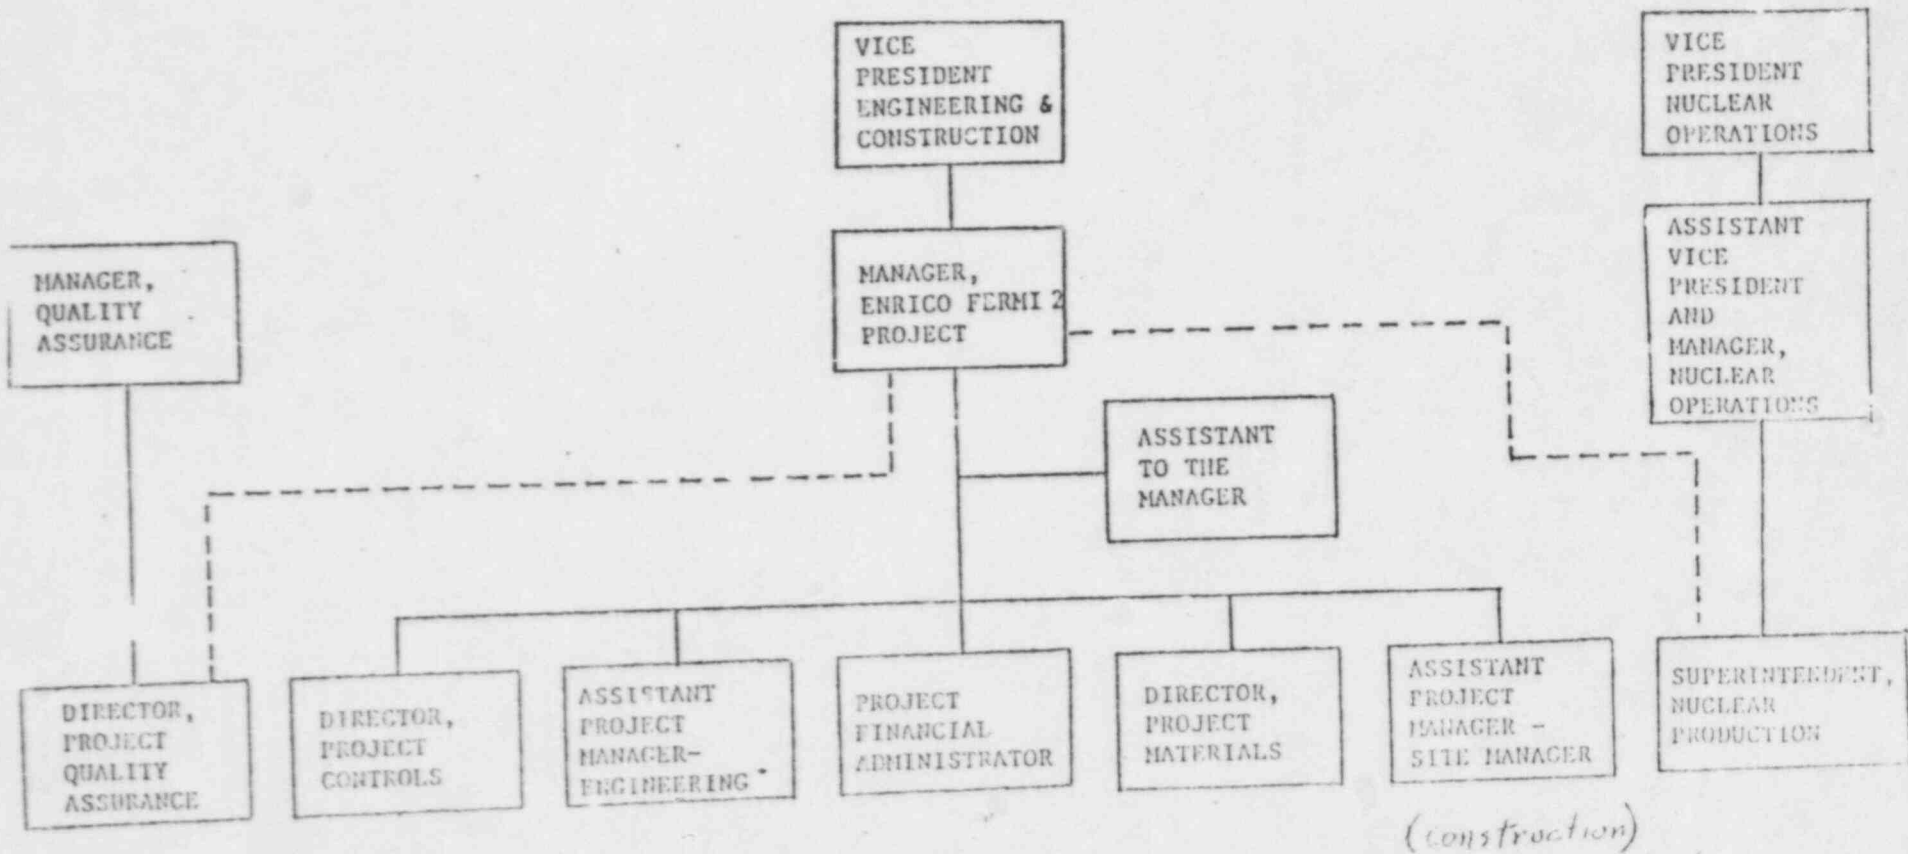 VICE
PRESIDENT
ENGINEERING &
CONSTRUCTION
VICE
PRESIDENT
NUCLEAR
OPERATIONS
MANAGER,
QUALITY
ASSURANCE
MANAGER,
ENRICO FERMI 2
PROJECT
ASSISTANT
VICE
PRESIDENT
AND
MANAGER,
NUCLEAR
OPERATIONS
ASSISTANT
TO THE
MANAGER
DIRECTOR,
PROJECT
QUALITY
ASSURANCE
DIRECTOR,
PROJECT
CONTROLS
ASSISTANT
PROJECT
MANAGER-
ENGINEERING
PROJECT
FINANCIAL
ADMINISTRATOR
DIRECTOR,
PROJECT
MATERIALS
ASSISTANT
PROJECT
MANAGER -
SITE MANAGER
(construction)
SUPERINTENDENT,
NUCLEAR
PRODUCTION